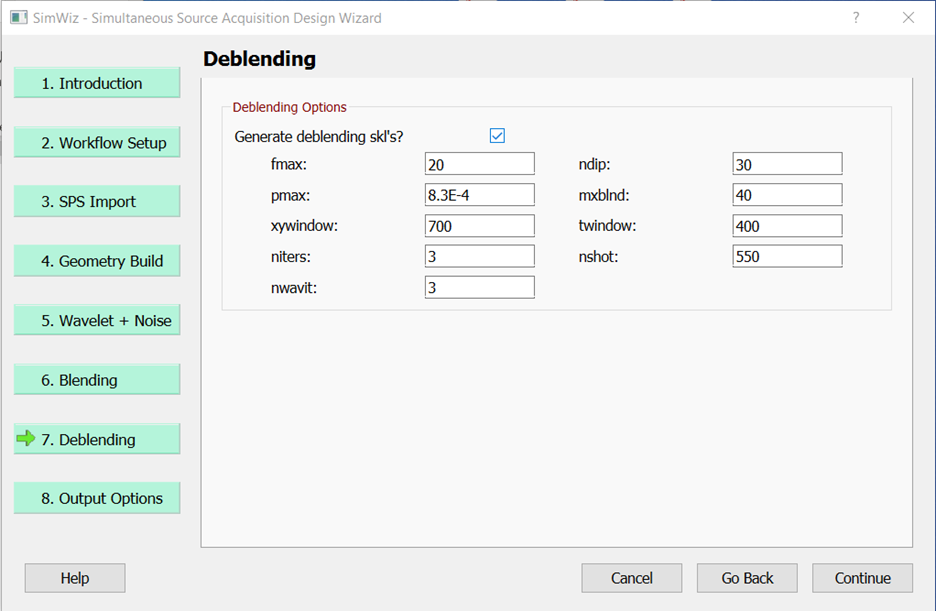 SimWiz - Simultaneous Source Acquisition Design Wizard
?
Deblending
1. Introduction
2. Workflow Setup
3. SPS Import
4. Geometry Build
5. Wavelet + Noise
6. Blending
7. Deblending
8. Output Options
Deblending Options
Generate deblending skl's?
fmax: 20 ndip: 30
pmax: 8.3E-4 mxblnd: 40
xywindow: 700 twindow: 400
niters: 3 nshot: 550
nwavit: 3
Help Cancel Go Back Continue